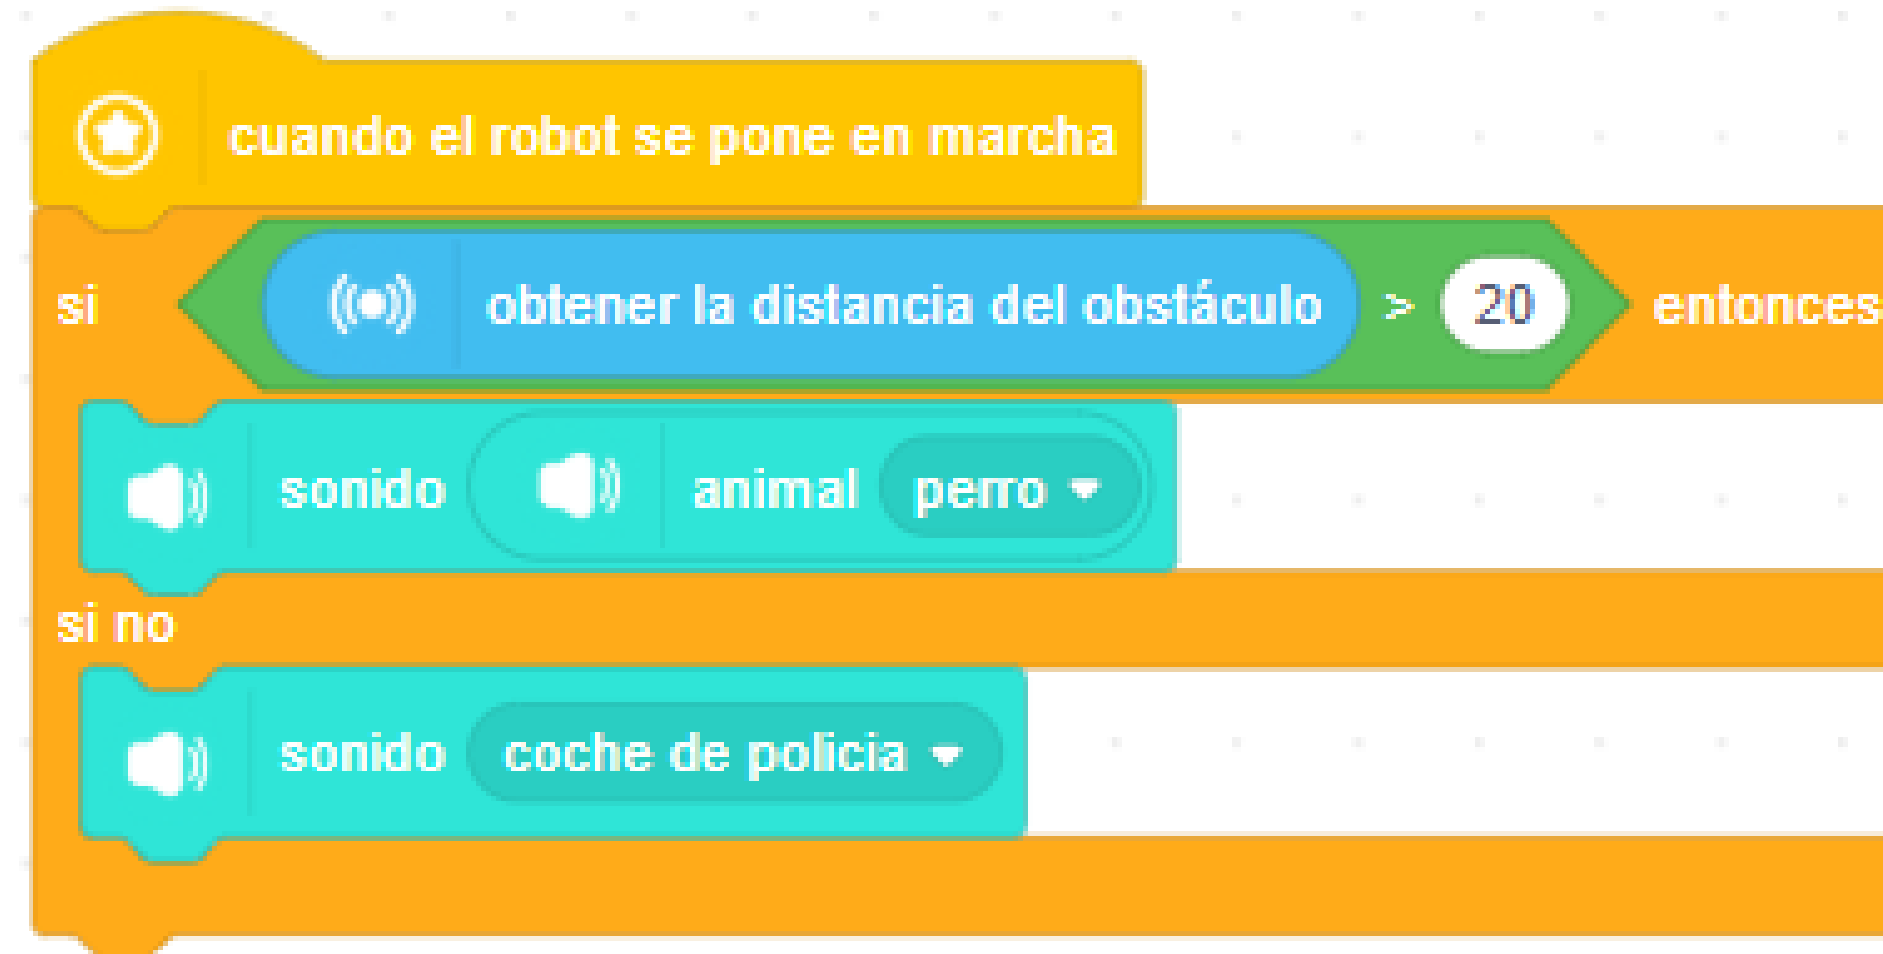 cuando el robot se pone en marcha
si obtener la distancia del obstáculo > 20 entonces
sonido animal perro
si no
sonido coche de policia